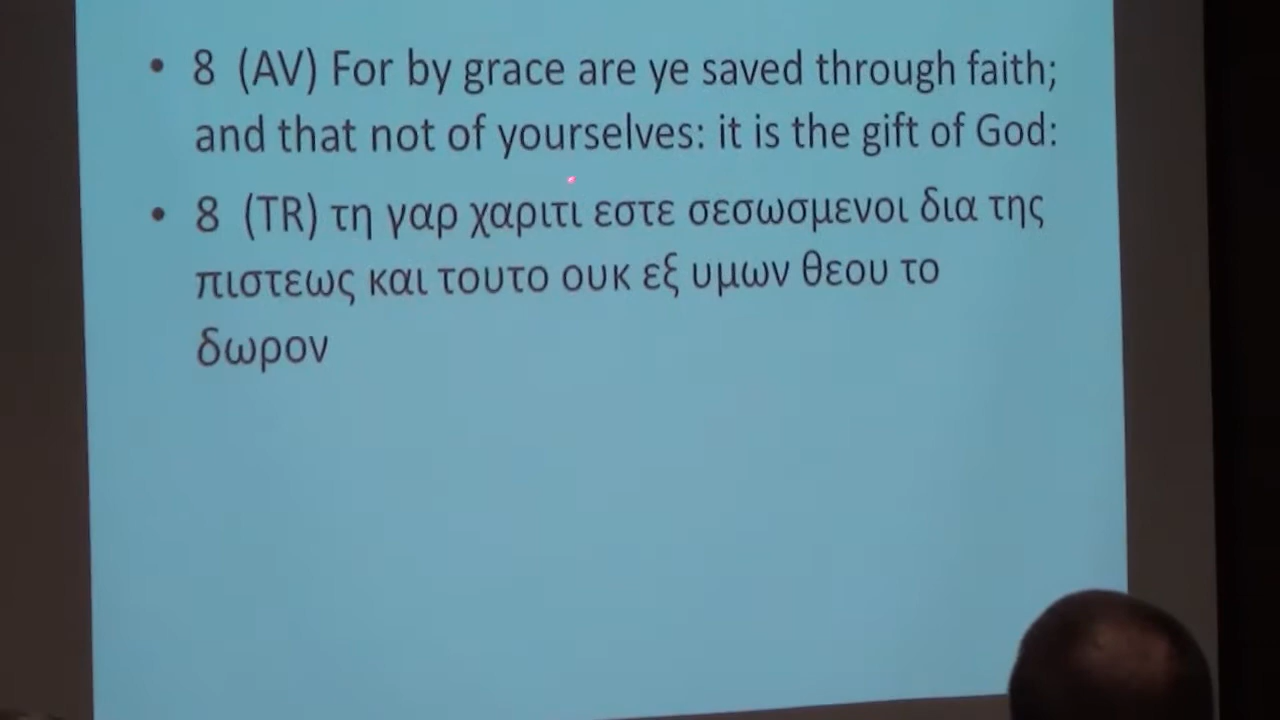 • 8 (AV) For by grace are ye saved through faith;
and that not of yourselves: it is the gift of God:
• 8 (TR) τη γαρ χαριτι εστε σεσωσμενοι δια της
πιστεως και τουτο ουκ εξ υμων θεου το
δωρον